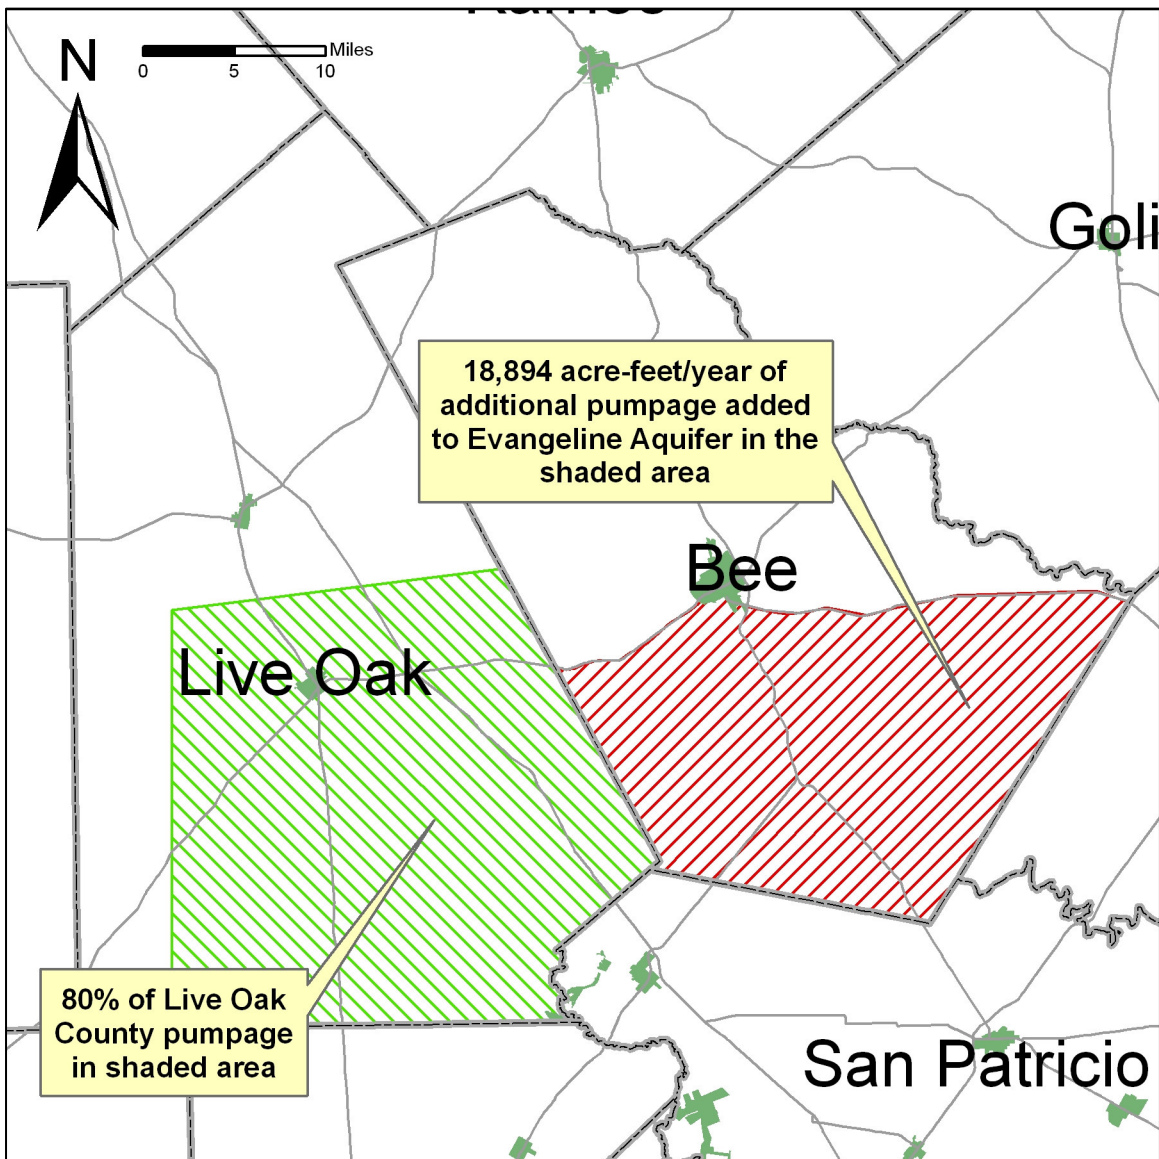 N
Miles
0 5 10
Goli
18,894 acre-feet/year of
additional pumpage added
to Evangeline Aquifer in the
shaded area
Bee
Live Oak
80% of Live Oak
County pumpage
in shaded area
San Patricio